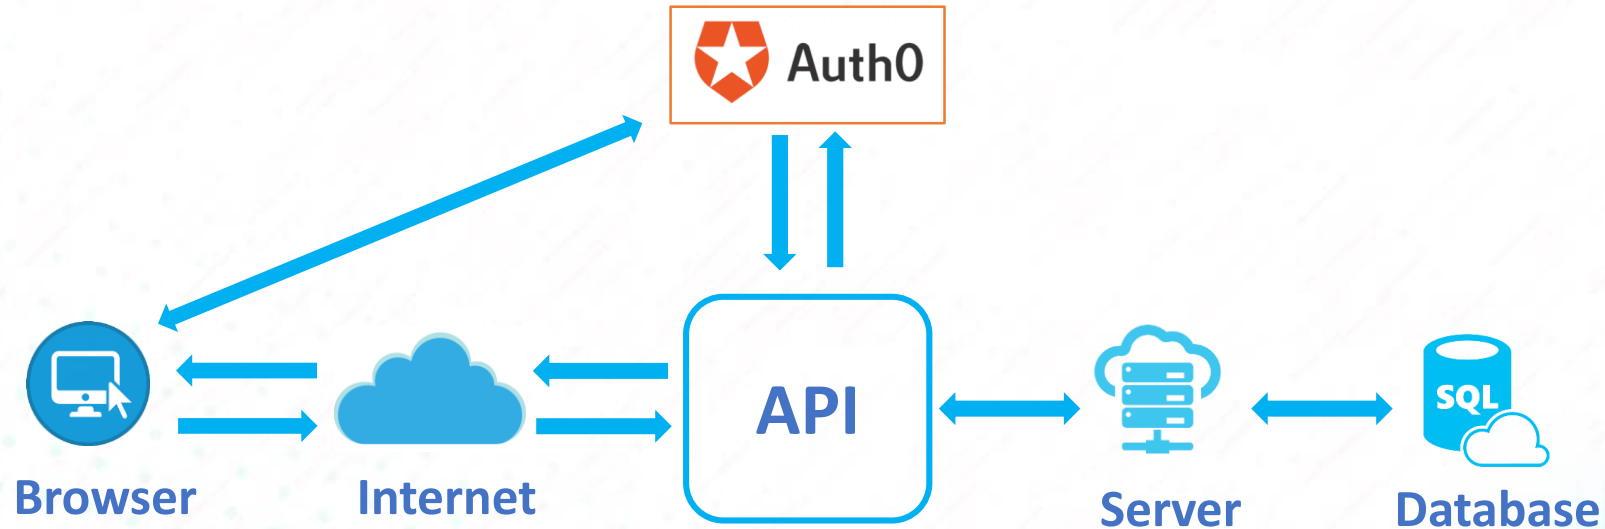 Auth0
API
SQL
Browser
Internet
Server
Database